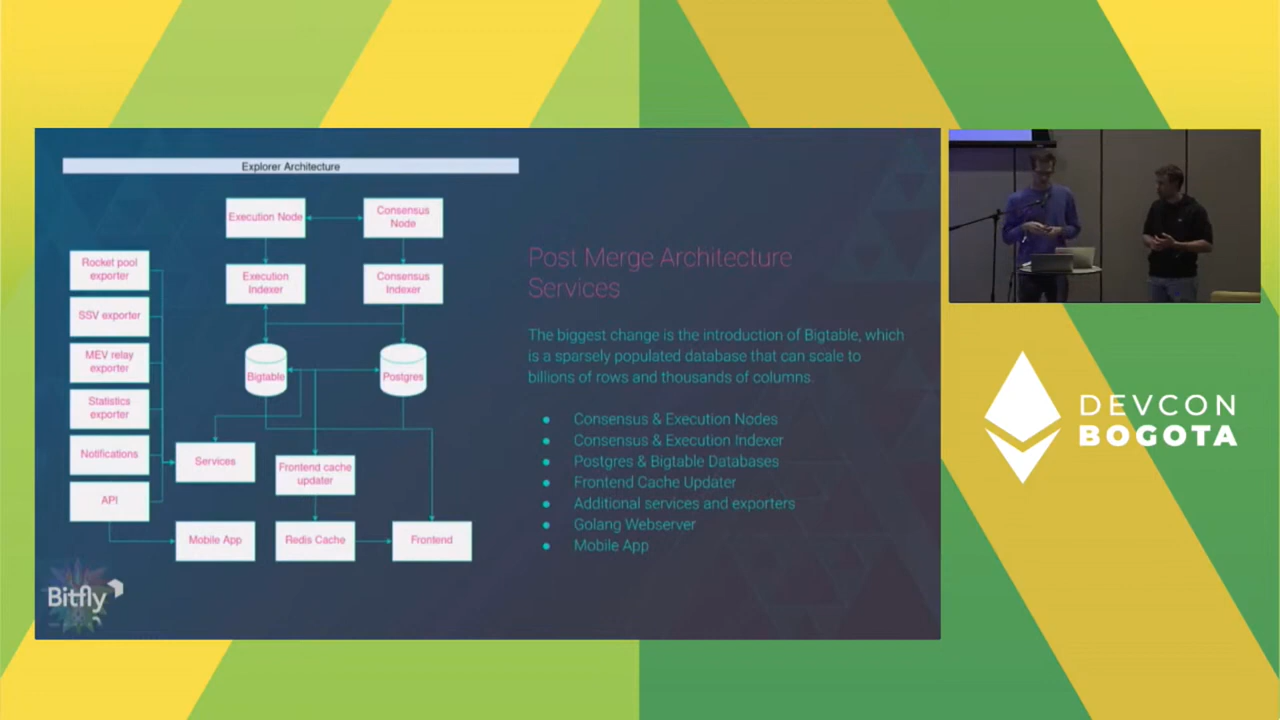 Explorer Architecture
Execution Node
Consensus
Node
Rocket pool
exporter
Execution
Indexer
Consensus
Indexer
SSV exporter
MEV relay
exporter
Bigtable
Postgres
Statistics
exporter
Notifications
Services
Frontend cache
updater
API
Mobile App
Redis Cache
Frontend
Bitfly
Post Merge Architecture
Services
The biggest change is the introduction of Bigtable, which
is a sparsely populated database that can scale to
billions of rows and thousands of columns.
● Consensus & Execution Nodes
● Consensus & Execution Indexer
● Postgres & Bigtable Databases
● Frontend Cache Updater
● Additional services and exporters
● Golang Webserver
● Mobile App
DEVCON
BOGOTA